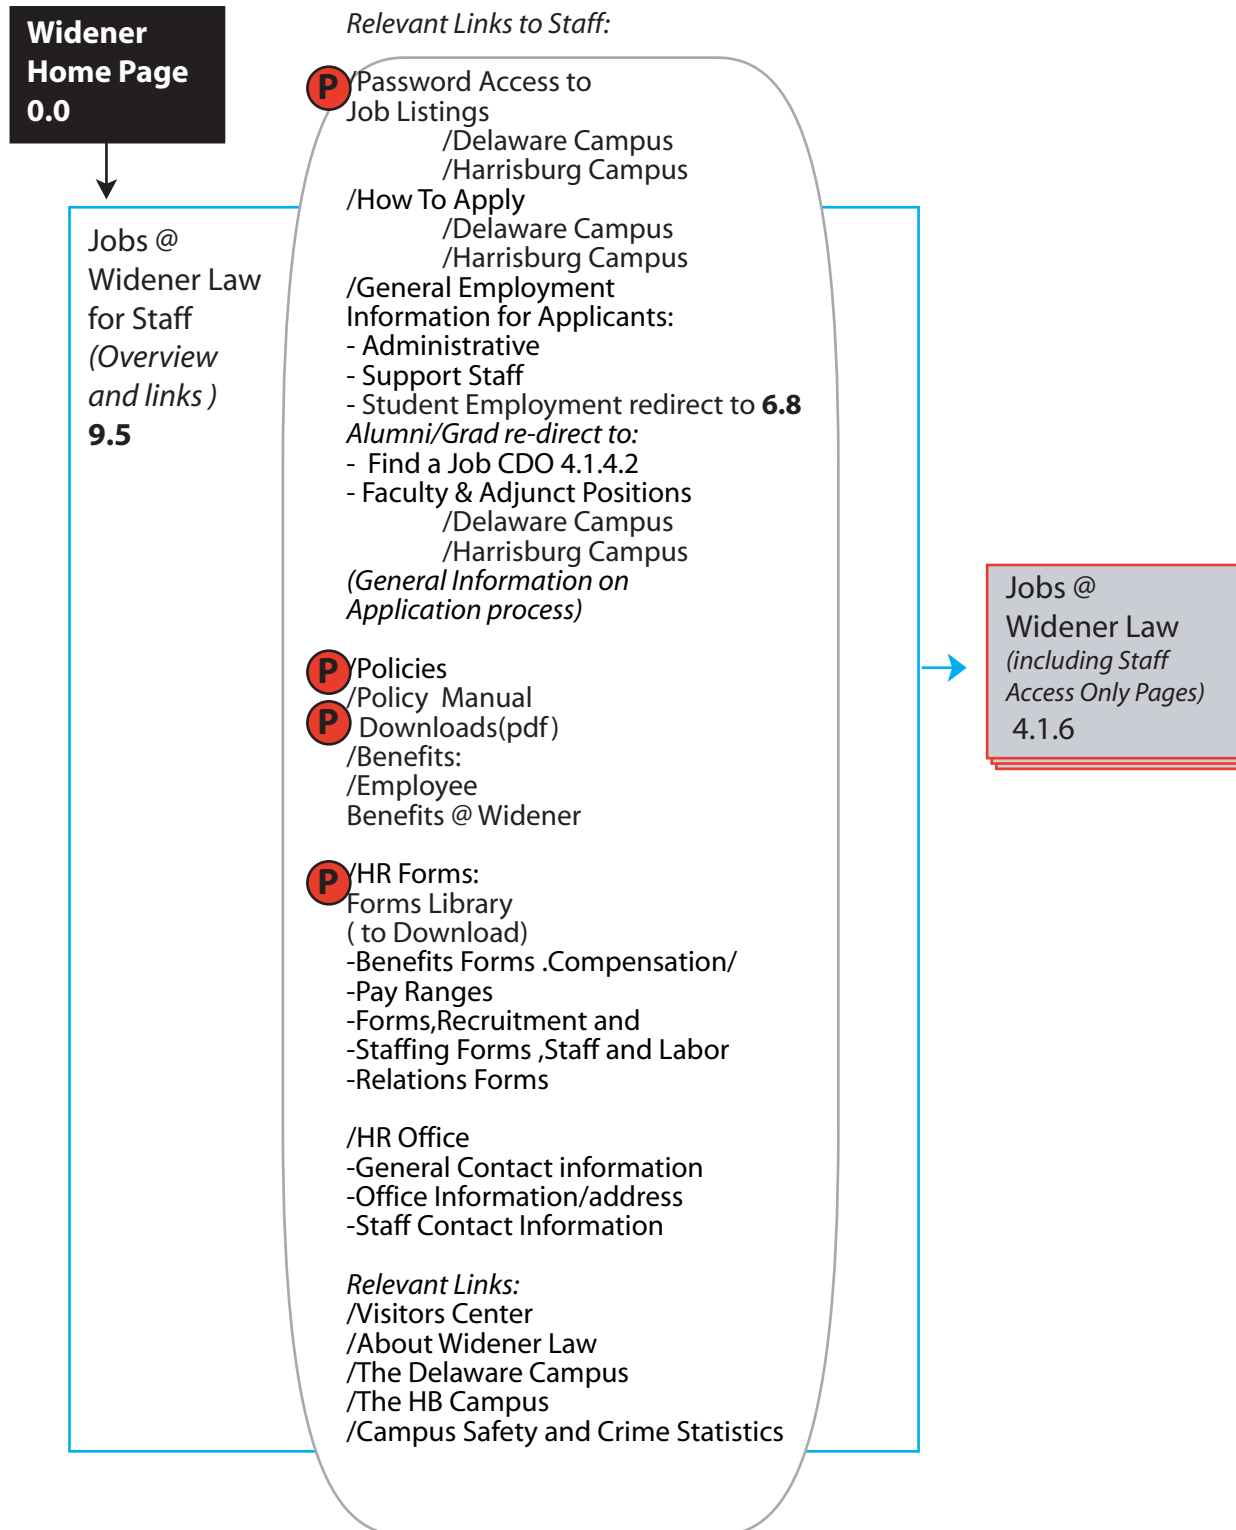 Widener
Home Page
0.0
Relevant Links to Staff:
Jobs @
Widener Law
for Staff
(Overview
and links )
9.5
P /Password Access to
Job Listings
/Delaware Campus
/Harrisburg Campus
/How To Apply
/Delaware Campus
/Harrisburg Campus
/General Employment
Information for Applicants:
- Administrative
- Support Staff
- Student Employment redirect to 6.8
Alumni/Grad re-direct to:
- Find a Job CDO 4.1.4.2
- Faculty & Adjunct Positions
/Delaware Campus
/Harrisburg Campus
(General Information on
Application process)
P /Policies
/Policy Manual
P Downloads(pdf)
/Benefits:
/Employee
Benefits @ Widener
P /HR Forms:
Forms Library
( to Download)
-Benefits Forms .Compensation/
-Pay Ranges
-Forms,Recruitment and
-Staffing Forms ,Staff and Labor
-Relations Forms
/HR Office
-General Contact information
-Office Information/address
-Staff Contact Information
Relevant Links:
/Visitors Center
/About Widener Law
/The Delaware Campus
/The HB Campus
/Campus Safety and Crime Statistics
Jobs @
Widener Law
(including Staff
Access Only Pages)
4.1.6